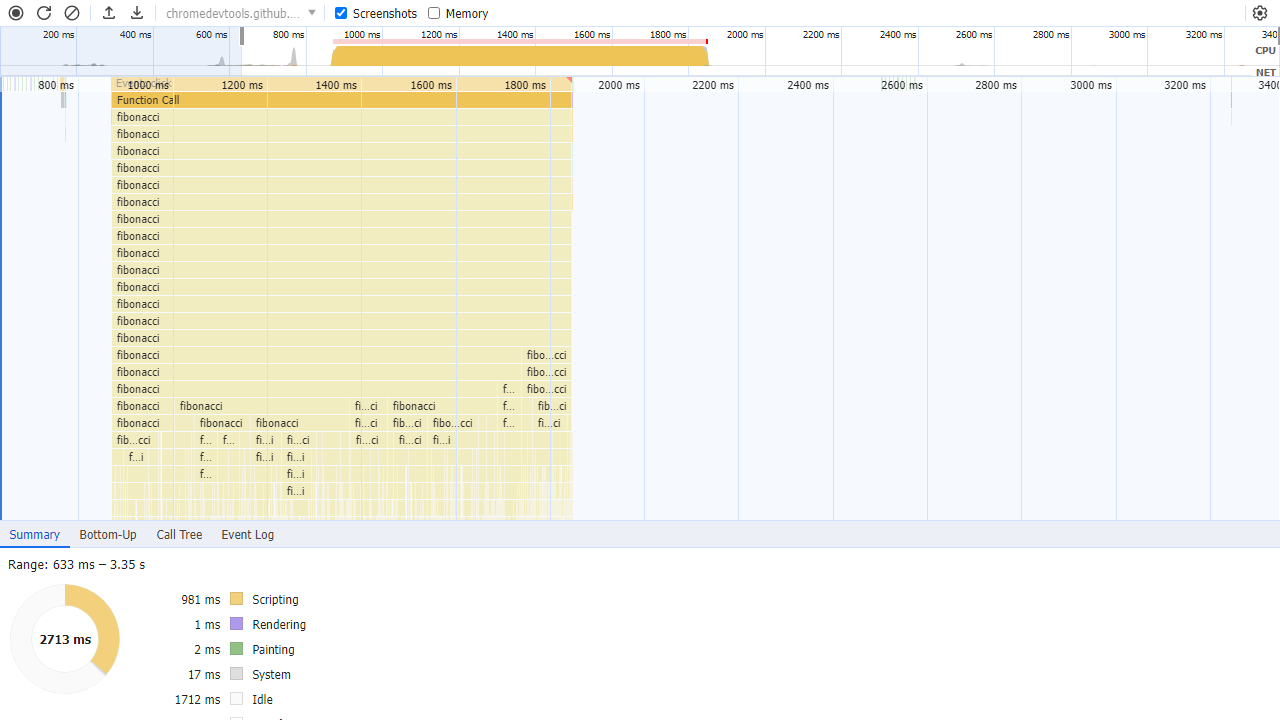 chromedevtools.github.... Screenshots Memory
200 ms 400 ms 600 ms 800 ms 1000 ms 1200 ms 1400 ms 1600 ms 1800 ms 2000 ms 2200 ms 2400 ms 2600 ms 2800 ms 3000 ms 3200 ms 340
CPU
NET
800 ms 1000 ms 1200 ms 1400 ms 1600 ms 1800 ms 2000 ms 2200 ms 2400 ms 2600 ms 2800 ms 3000 ms 3200 ms 3400
Function Call
fibonacci
fibonacci
fibonacci
fibonacci
fibonacci
fibonacci
fibonacci
fibonacci
fibonacci
fibonacci
fibonacci
fibonacci
fibonacci
fibonacci
fibonacci fibo...cci
fibonacci fibo...cci
fibonacci f... fibo...cci
fibonacci fibonacci fi...ci fibonacci f... fib...ci
fibonacci fibonacci fibonacci fi...ci fib...ci fibo...cci f... fi...ci
fib...cci f... f... fi...i fi...ci fi...ci fi...ci fi...i
f...i f... fi...i fi...i
f... fi...i
fi...i
Summary Bottom-Up Call Tree Event Log
Range: 633 ms – 3.35 s
2713 ms
981 ms Scripting
1 ms Rendering
2 ms Painting
17 ms System
1712 ms Idle